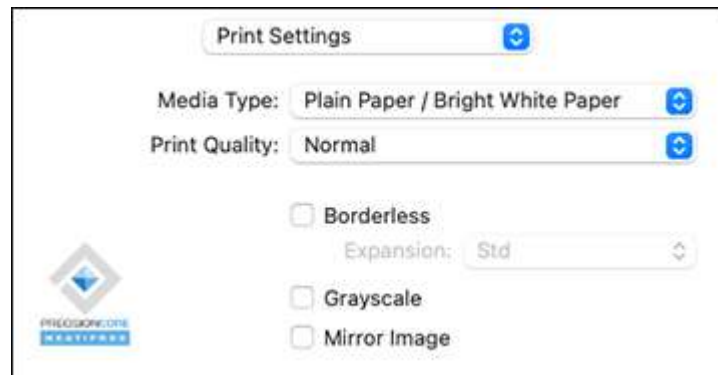 Print Settings
Media Type: Plain Paper / Bright White Paper
Print Quality: Normal
Borderless
Expansion: Std
Grayscale
Mirror Image
PRECISIONCORE